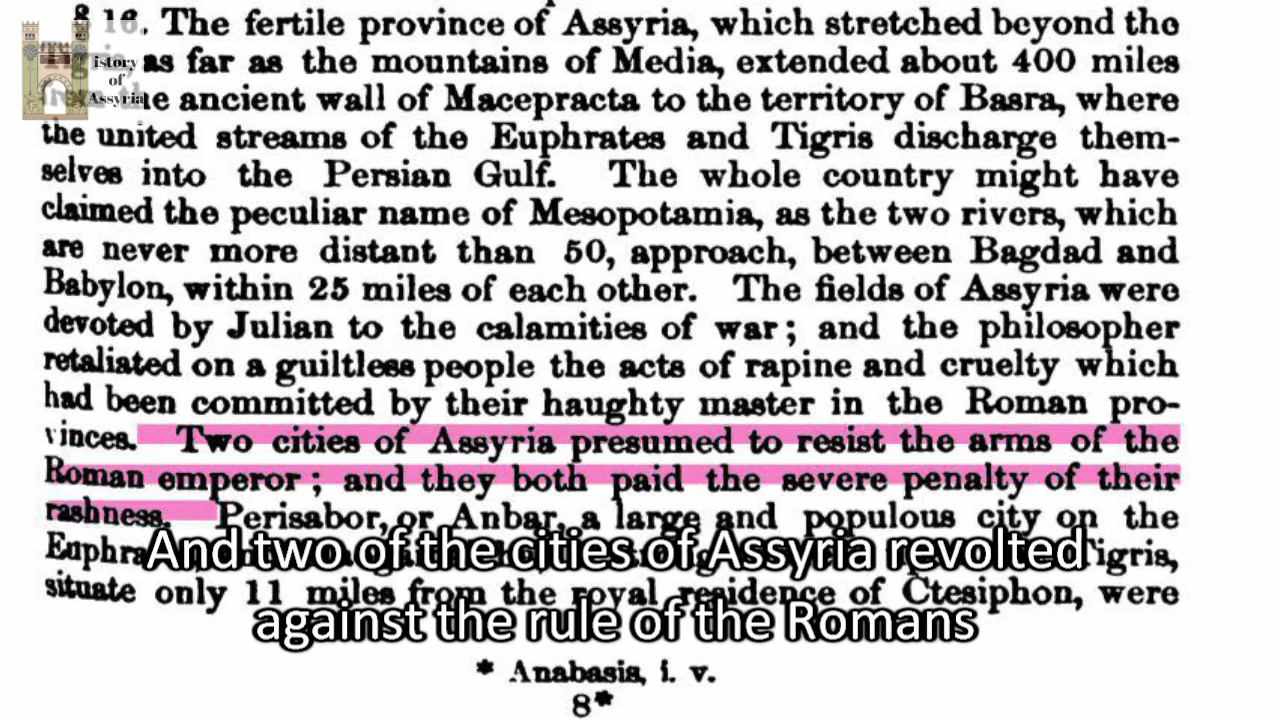 § 16. The fertile province of Assyria, which stretched beyond the
as far as the mountains of Media, extended about 400 miles
istory
of
Assyria
ancient wall of Macepracta to the territory of Basra, where
the united streams of the Euphrates and Tigris discharge them-
selves into the Persian Gulf. The whole country might have
claimed the peculiar name of Mesopotamia, as the two rivers, which
are never more distant than 50, approach, between Bagdad and
Babylon, within 25 miles of each other. The fields of Assyria were
devoted by Julian to the calamities of war; and the philosopher
retaliated on a guiltless people the acts of rapine and cruelty which
had been committed by their haughty master in the Roman pro-
vinces. Two cities of Assyria presumed to resist the arms of the
Roman emperor; and they both paid the severe penalty of their
rashness. Perisabor, or Anbar, a large and populous city on the
Tigris,
And two of the cities of Assyria revolted
situate only 11 miles from the royal residence of Ctesiphon, were
against the rule of the Romans
* Anabasis, i. v.
8*